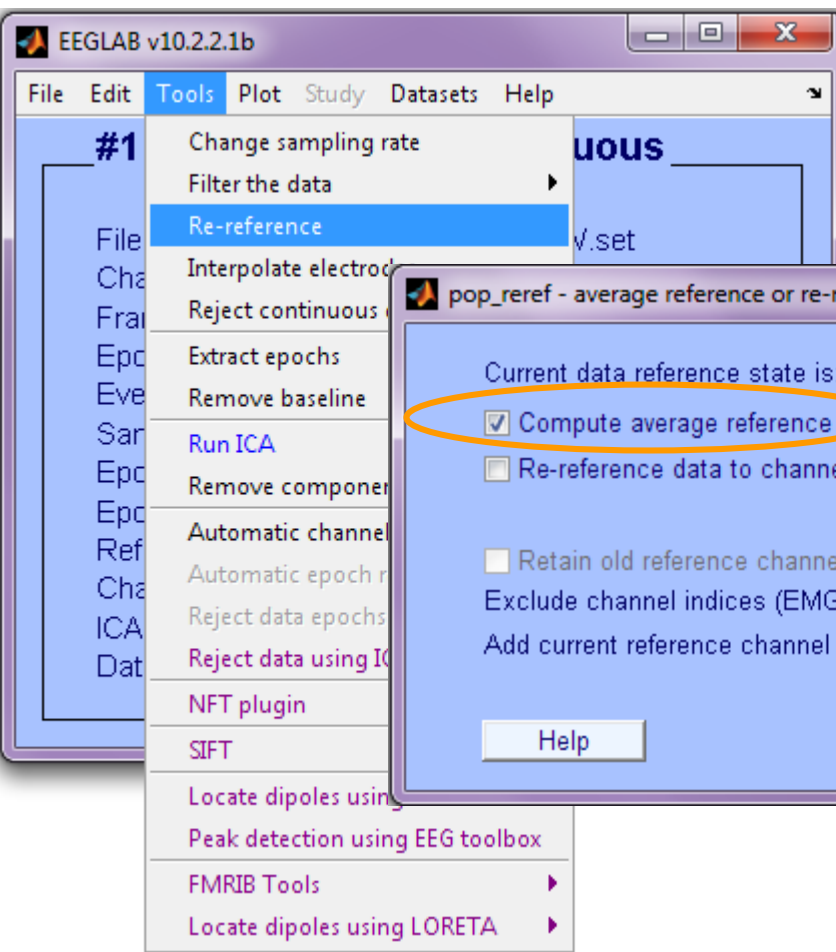 EEGLAB v10.2.2.1b
File Edit Tools Plot Study Datasets Help
#1 uous
File V.set
Cha
Fra
Epo
Eve
Sar
Epo
Epo
Ref
Cha
ICA
Dat
Change sampling rate
Filter the data
Re-reference
Interpolate electrodes
Reject continuous
Extract epochs
Remove baseline
Run ICA
Remove componen
Automatic channel
Automatic epoch r
Reject data epochs
Reject data using IC
NFT plugin
SIFT
Locate dipoles using
Peak detection using EEG toolbox
FMRIB Tools
Locate dipoles using LORETA
pop_reref - average reference or re-r
Current data reference state is
Compute average reference
Re-reference data to channe
Retain old reference channe
Exclude channel indices (EMG
Add current reference channel
Help